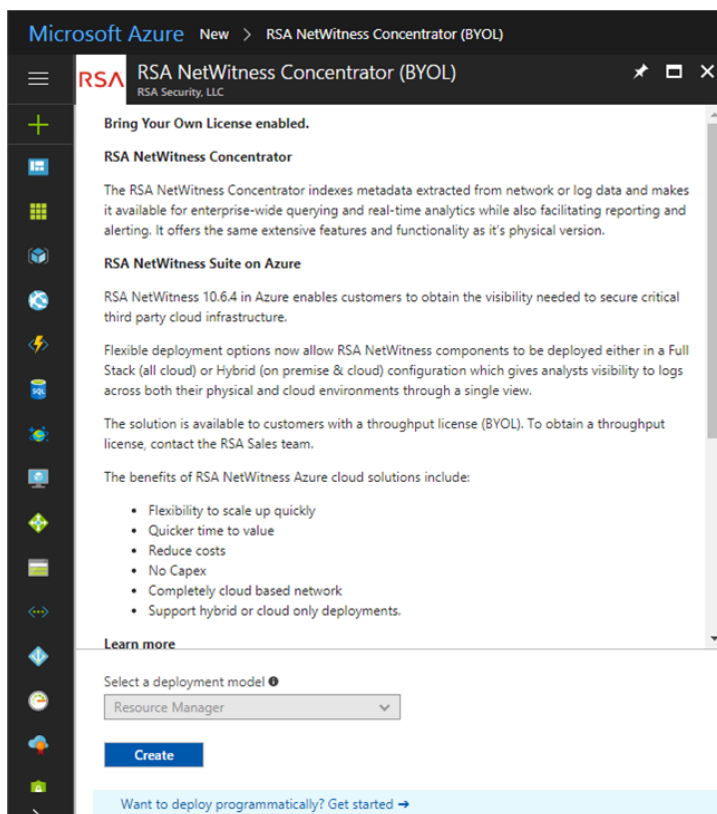 Microsoft Azure New > RSA NetWitness Concentrator (BYOL)
RSA
RSA NetWitness Concentrator (BYOL)
RSA Security, LLC
Bring Your Own License enabled.
RSA NetWitness Concentrator
The RSA NetWitness Concentrator indexes metadata extracted from network or log data and makes
it available for enterprise-wide querying and real-time analytics while also facilitating reporting and
alerting. It offers the same extensive features and functionality as it's physical version.
RSA NetWitness Suite on Azure
RSA NetWitness 10.6.4 in Azure enables customers to obtain the visibility needed to secure critical
third party cloud infrastructure.
Flexible deployment options now allow RSA NetWitness components to be deployed either in a Full
Stack (all cloud) or Hybrid (on premise & cloud) configuration which gives analysts visibility to logs
across both their physical and cloud environments through a single view.
The solution is available to customers with a throughput license (BYOL). To obtain a throughput
license, contact the RSA Sales team.
The benefits of RSA NetWitness Azure cloud solutions include:
• Flexibility to scale up quickly
• Quicker time to value
• Reduce costs
• No Capex
• Completely cloud based network
• Support hybrid or cloud only deployments.
Learn more
Select a deployment model
Resource Manager
Create
Want to deploy programmatically? Get started →
SQL